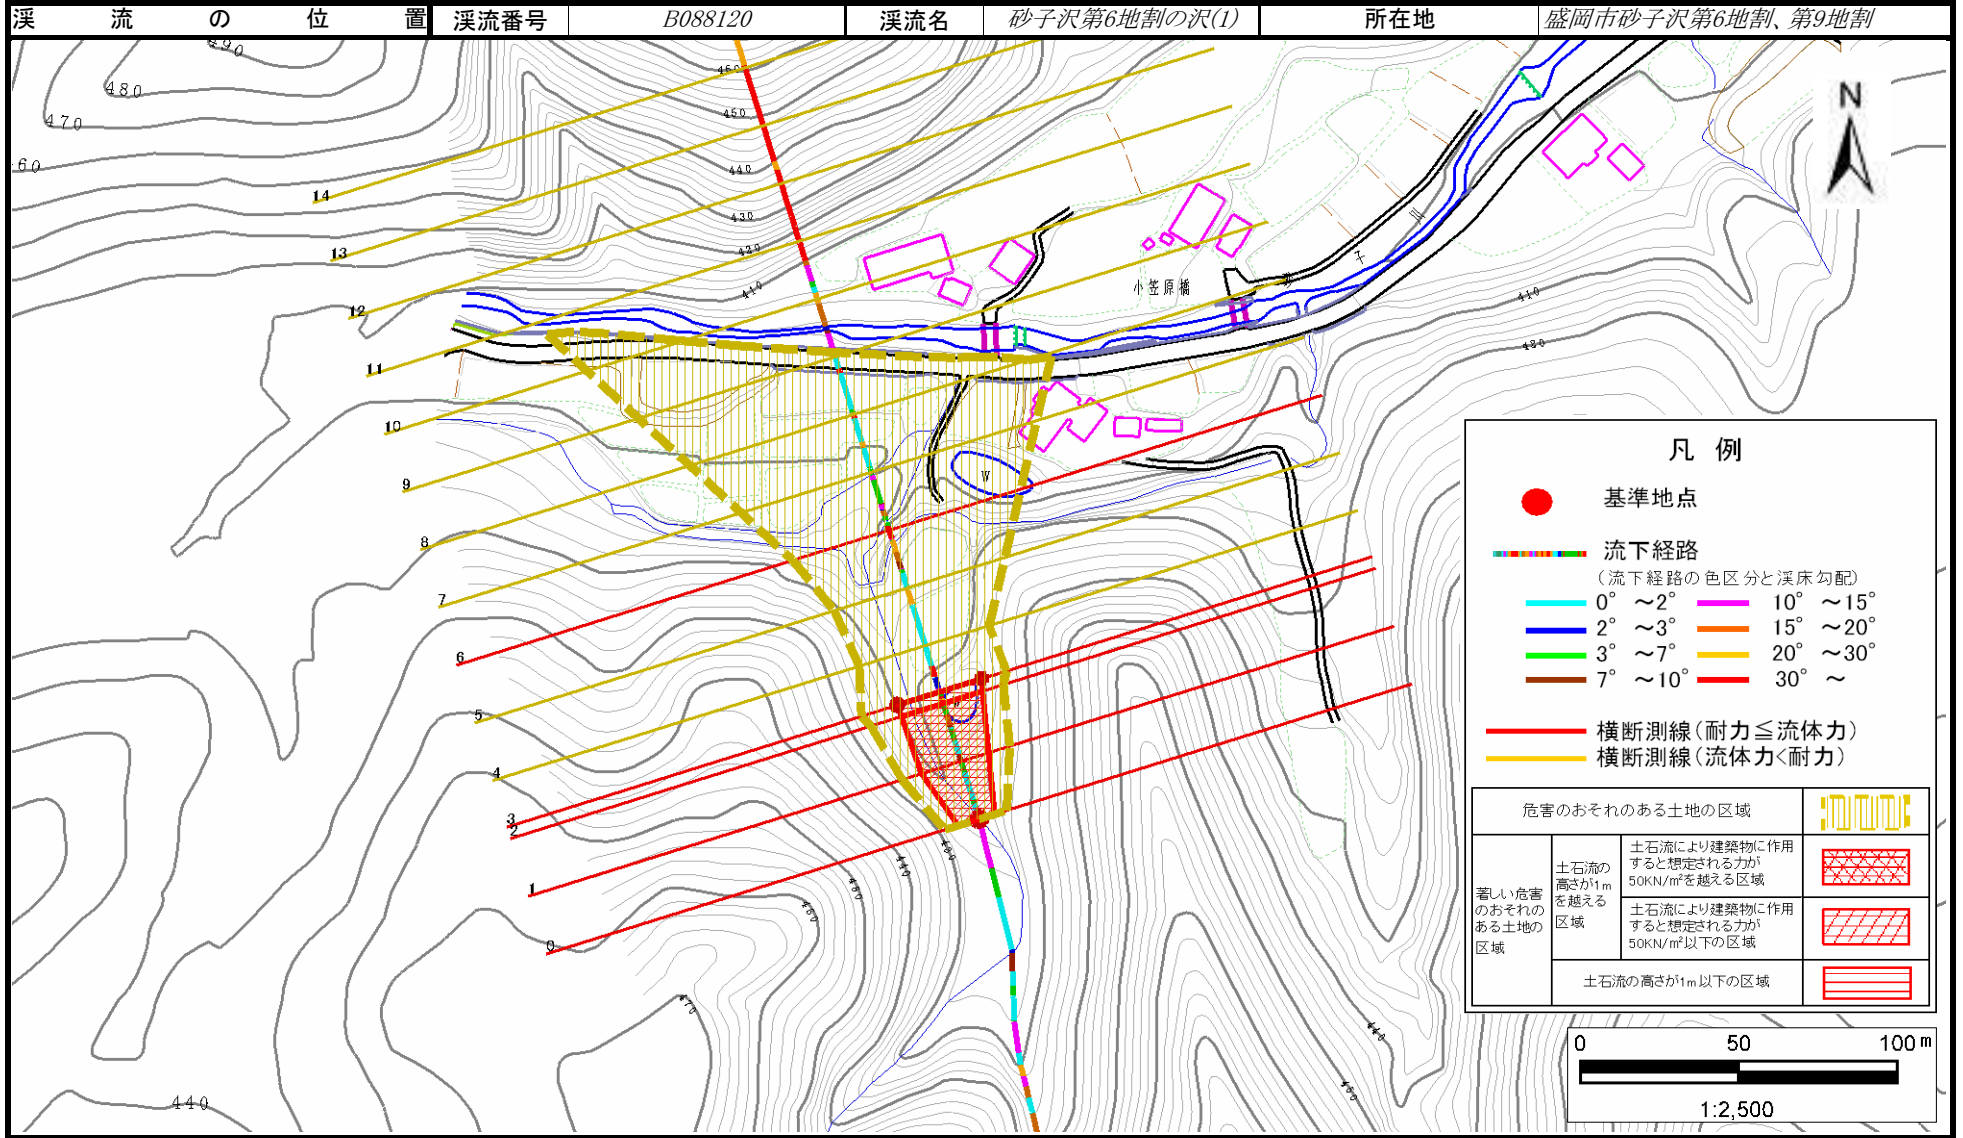 渓流の位置 渓流番号 B088120 渓流名 砂子沢第6地割の沢(1) 所在地 盛岡市砂子沢第6地割、第9地割
490
480
470
60
460
450
440
430
420
410
N
14
13
12
11
10
9
8
7
6
5
4
3
2
1
0
小笠原橋
子
410
420
W
凡例
基準地点
流下経路
(流下経路の色区分と渓床勾配)
0° ～2° 10° ～15°
2° ～3° 15° ～20°
3° ～7° 20° ～30°
7° ～10° 30° ～
横断測線(耐力≦流体力)
横断測線(流体力<耐力)
危害のおそれのある土地の区域
著しい危害
のおそれの
ある土地の
区域
土石流の
高さが1m
を越える
区域
土石流により建築物に作用
すると想定される力が
50KN/㎡を越える区域
土石流により建築物に作用
すると想定される力が
50KN/㎡以下の区域
土石流の高さが1m以下の区域
0 50 100 m
1:2,500
470
440
440